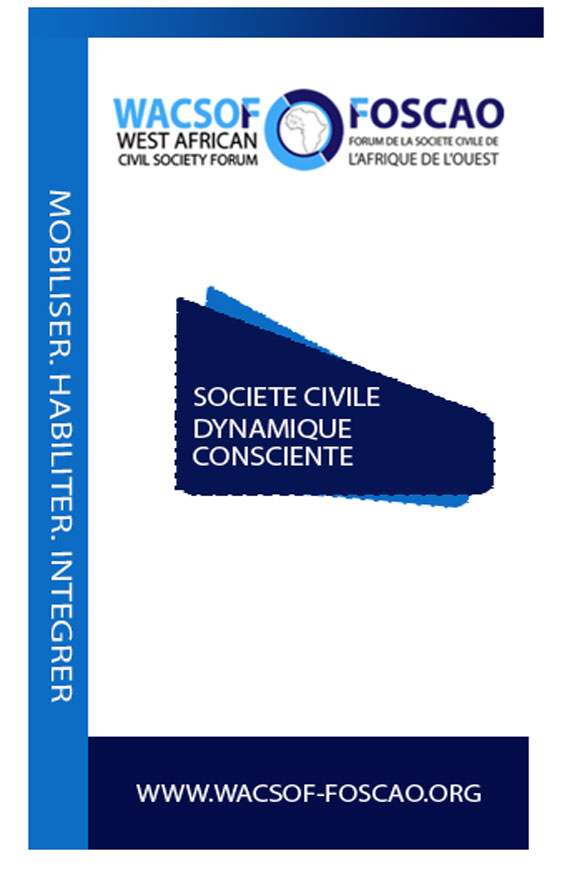 WACSOF
WEST AFRICAN
CIVIL SOCIETY FORUM
FOSCAO
FORUM DE LA SOCIETE CIVILE DE
L'AFRIQUE DE L'OUEST
MOBILISER. HABILITER. INTEGRER
SOCIETE CIVILE
DYNAMIQUE
CONSCIENTE
WWW.WACSOF-FOSCAO.ORG